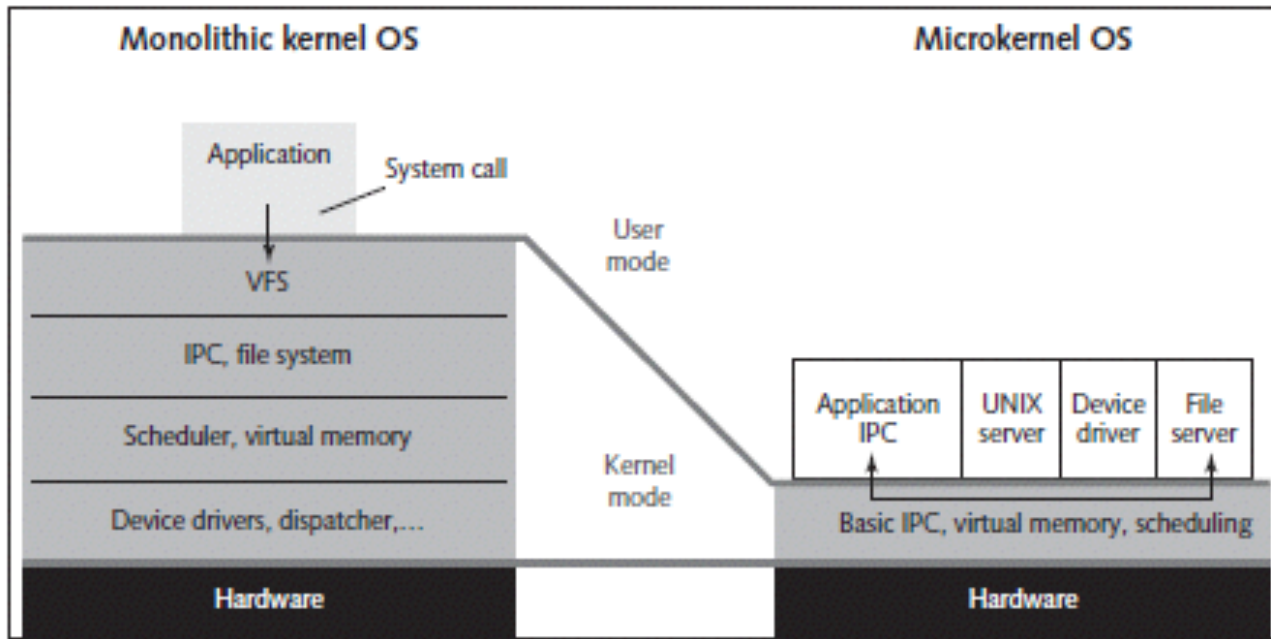 Monolithic kernel OS
Microkernel OS
Application
System call
VFS
IPC, file system
Scheduler, virtual memory
Device drivers, dispatcher,...
Hardware
User
mode
Kernel
mode
Application
IPC
UNIX
server
Device
driver
File
server
Basic IPC, virtual memory, scheduling
Hardware